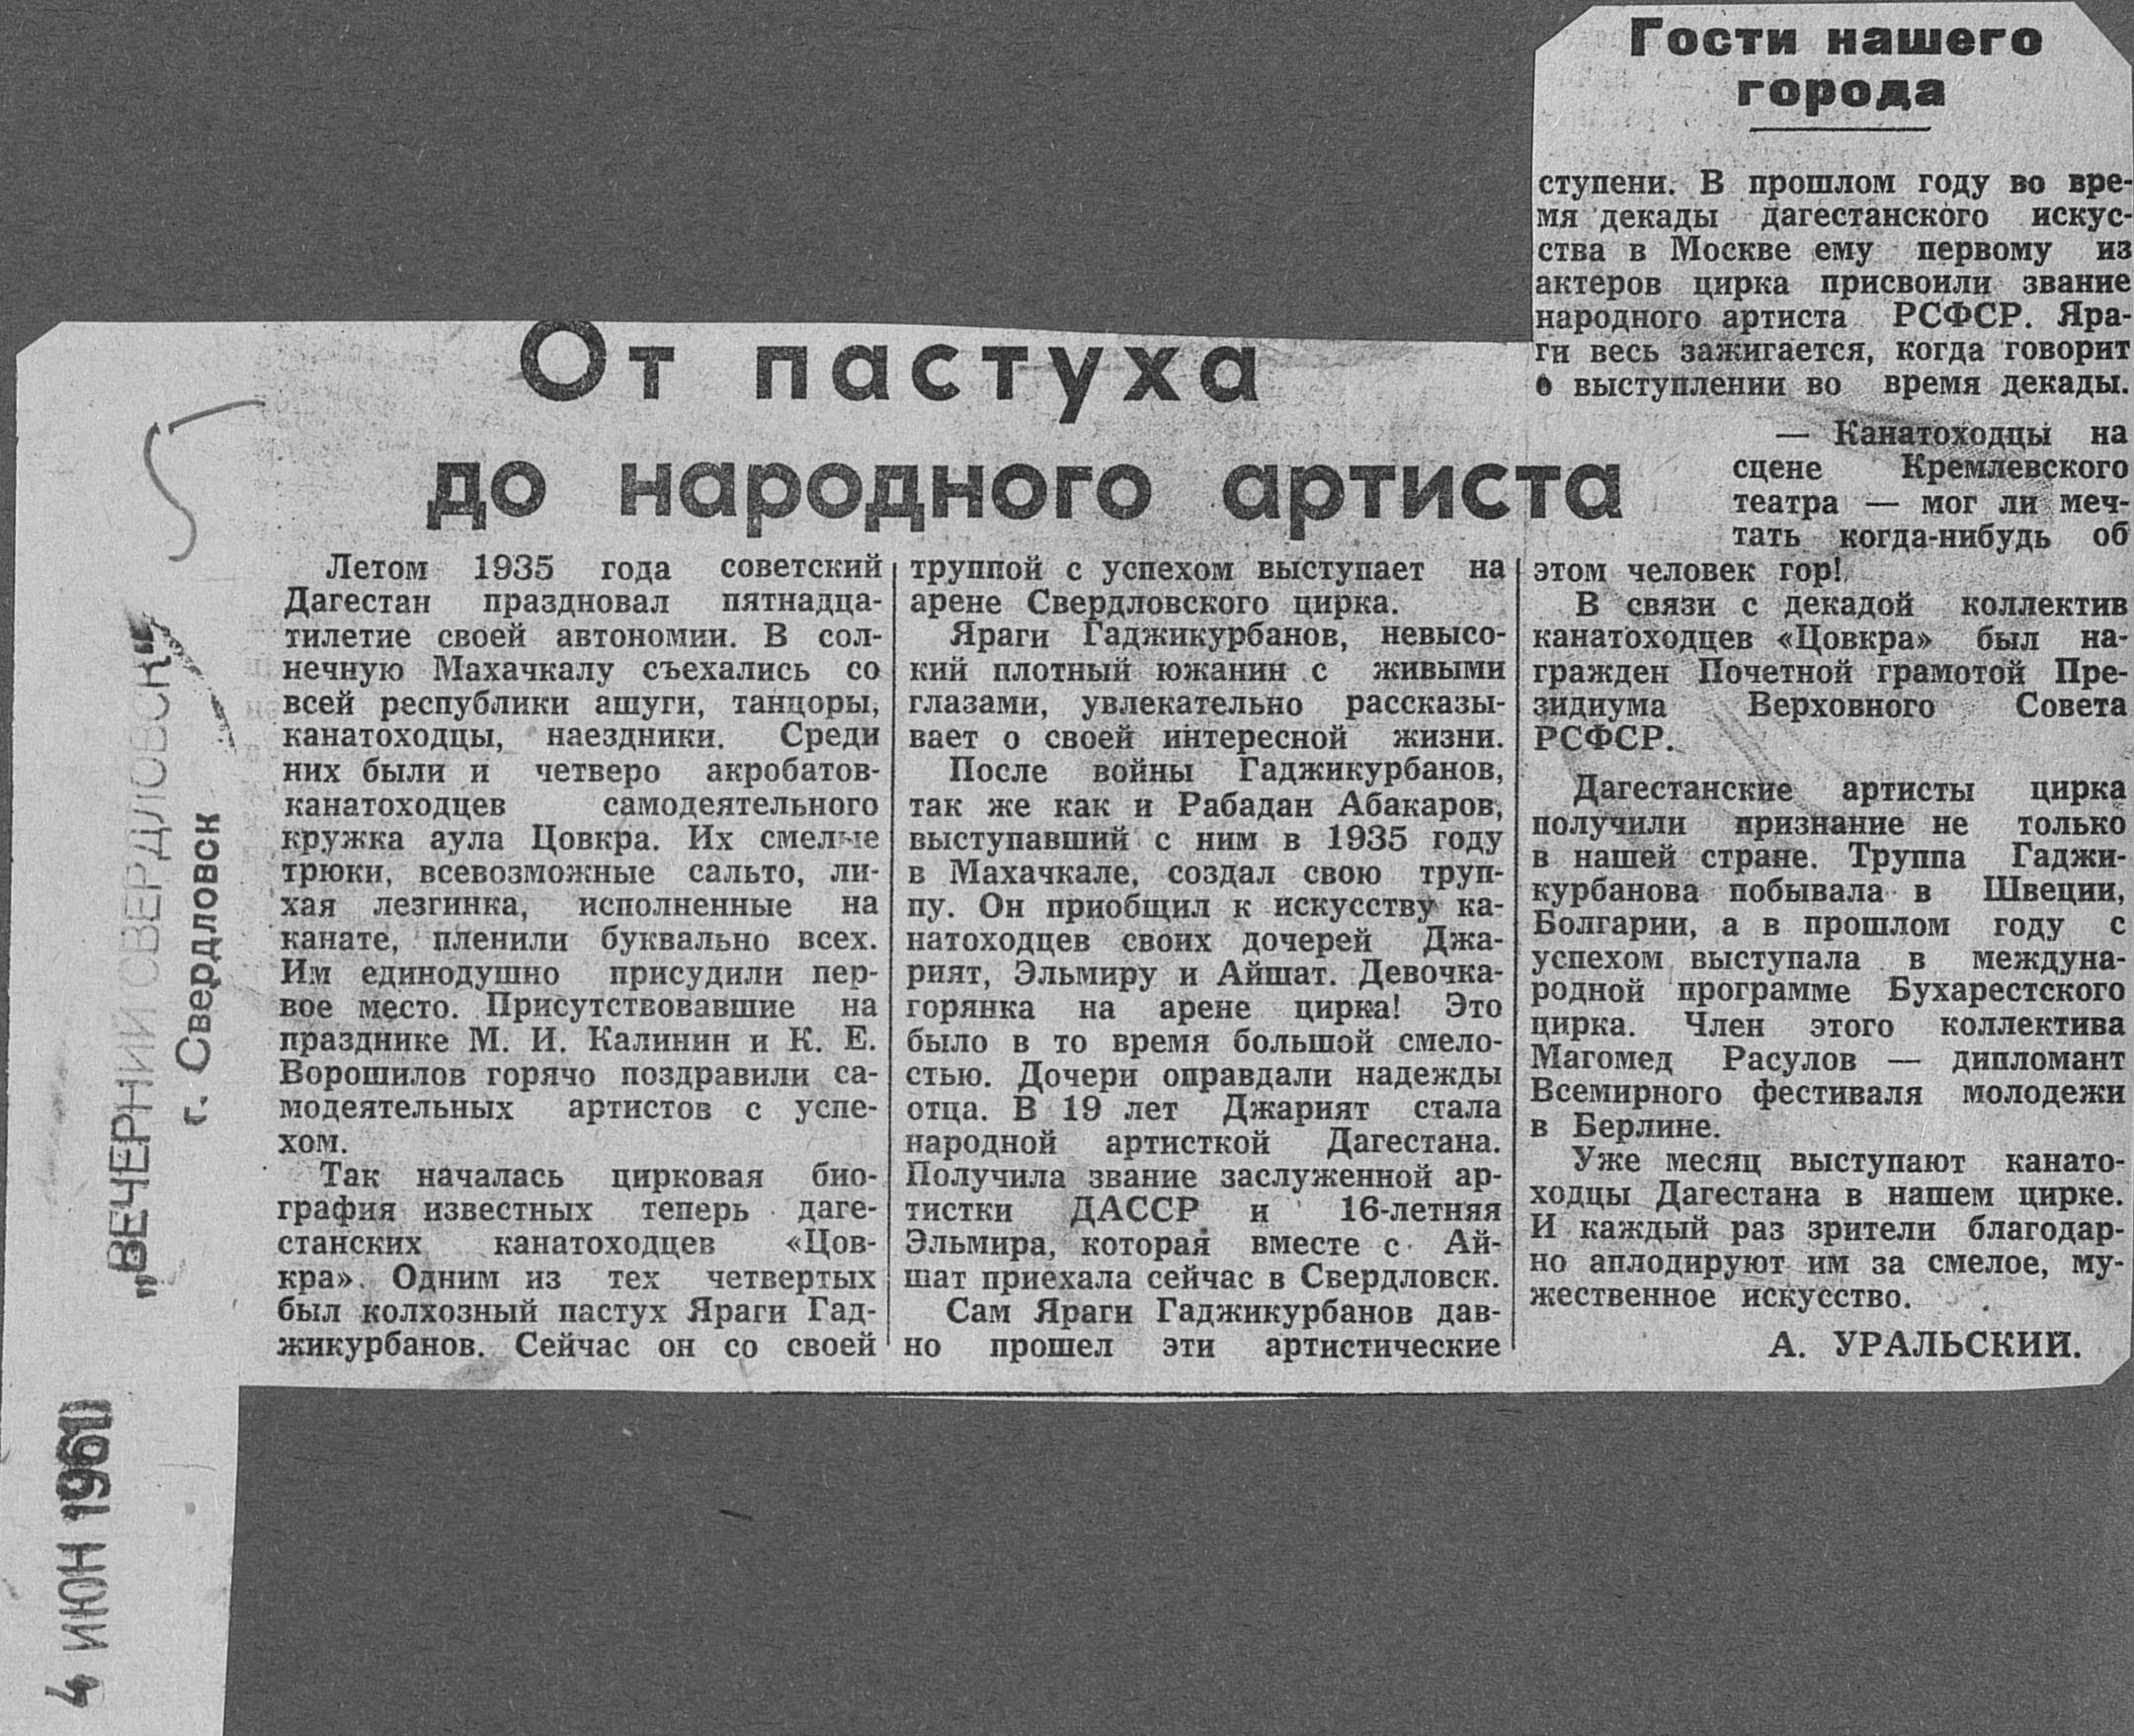 Гости нашего
города
От пастуха
до народного артиста
Летом 1935 года советский
Дагестан праздновал пятнадца-
тилетие своей автономии. В сол-
нечную Махачкалу съехались со
всей республики ашуги, танцоры,
канатоходцы, наездники. Среди
них были и четверо акробатов-
канатоходцев самодеятельного
кружка аула Цовкра. Их смелые
трюки, всевозможные сальто, ли-
хая лезгинка, исполненные на
канате, пленили буквально всех.
Им единодушно присудили пер-
вое место. Присутствовавшие на
празднике М. И. Калинин и К. Е.
Ворошилов горячо поздравили са-
модеятельных артистов с успе-
хом.
Так началась цирковая био-
графия известных теперь даге-
станских канатоходцев «Цов-
кра». Одним из тех четвертых
был колхозный пастух Яраги Гад-
жикурбанов. Сейчас он со своей
труппой с успехом выступает на
арене Свердловского цирка.
Яраги Гаджикурбанов, невысо-
кий плотный южанин с живыми
глазами, увлекательно рассказы-
вает о своей интересной жизни.
После войны Гаджикурбанов,
так же как и Рабадан Абакаров,
выступавший с ним в 1935 году
в Махачкале, создал свою труп-
пу. Он приобщил к искусству ка-
натоходцев своих дочерей Джа-
рият, Эльмиру и Айшат. Девочка-
горянка на арене цирка! Это
было в то время большой смело-
стью. Дочери оправдали надежды
отца. В 19 лет Джарият стала
народной артисткой Дагестана.
Получила звание заслуженной ар-
тистки ДАССР и 16-летняя
Эльмира, которая вместе с Ай-
шат приехала сейчас в Свердловск.
Сам Яраги Гаджикурбанов дав-
но прошел эти артистические
ступени. В прошлом году во вре-
мя декады дагестанского искус-
ства в Москве ему первому из
актеров цирка присвоили звание
народного артиста РСФСР. Яра-
ги весь зажигается, когда говорит
о выступлении во время декады.
— Канатоходцы на
сцене Кремлевского
театра — мог ли меч-
тать когда-нибудь об
этом человек гор!
В связи с декадой коллектив
канатоходцев «Цовкра» был на-
гражден Почетной грамотой Пре-
зидиума Верховного Совета
РСФСР.
Дагестанские артисты цирка
получили признание не только
в нашей стране. Труппа Гаджи-
курбанова побывала в Швеции,
Болгарии, а в прошлом году с
успехом выступала в междуна-
родной программе Бухарестского
цирка. Член этого коллектива
Магомед Расулов — дипломант
Всемирного фестиваля молодежи
в Берлине.
Уже месяц выступают канато-
ходцы Дагестана в нашем цирке.
И каждый раз зрители благодар-
но аплодируют им за смелое, му-
жественное искусство.
А. УРАЛЬСКИЙ.
„ВЕЧЕРНИЙ СВЕРДЛОВСК"
г. Свердловск
4 ИЮН 1961